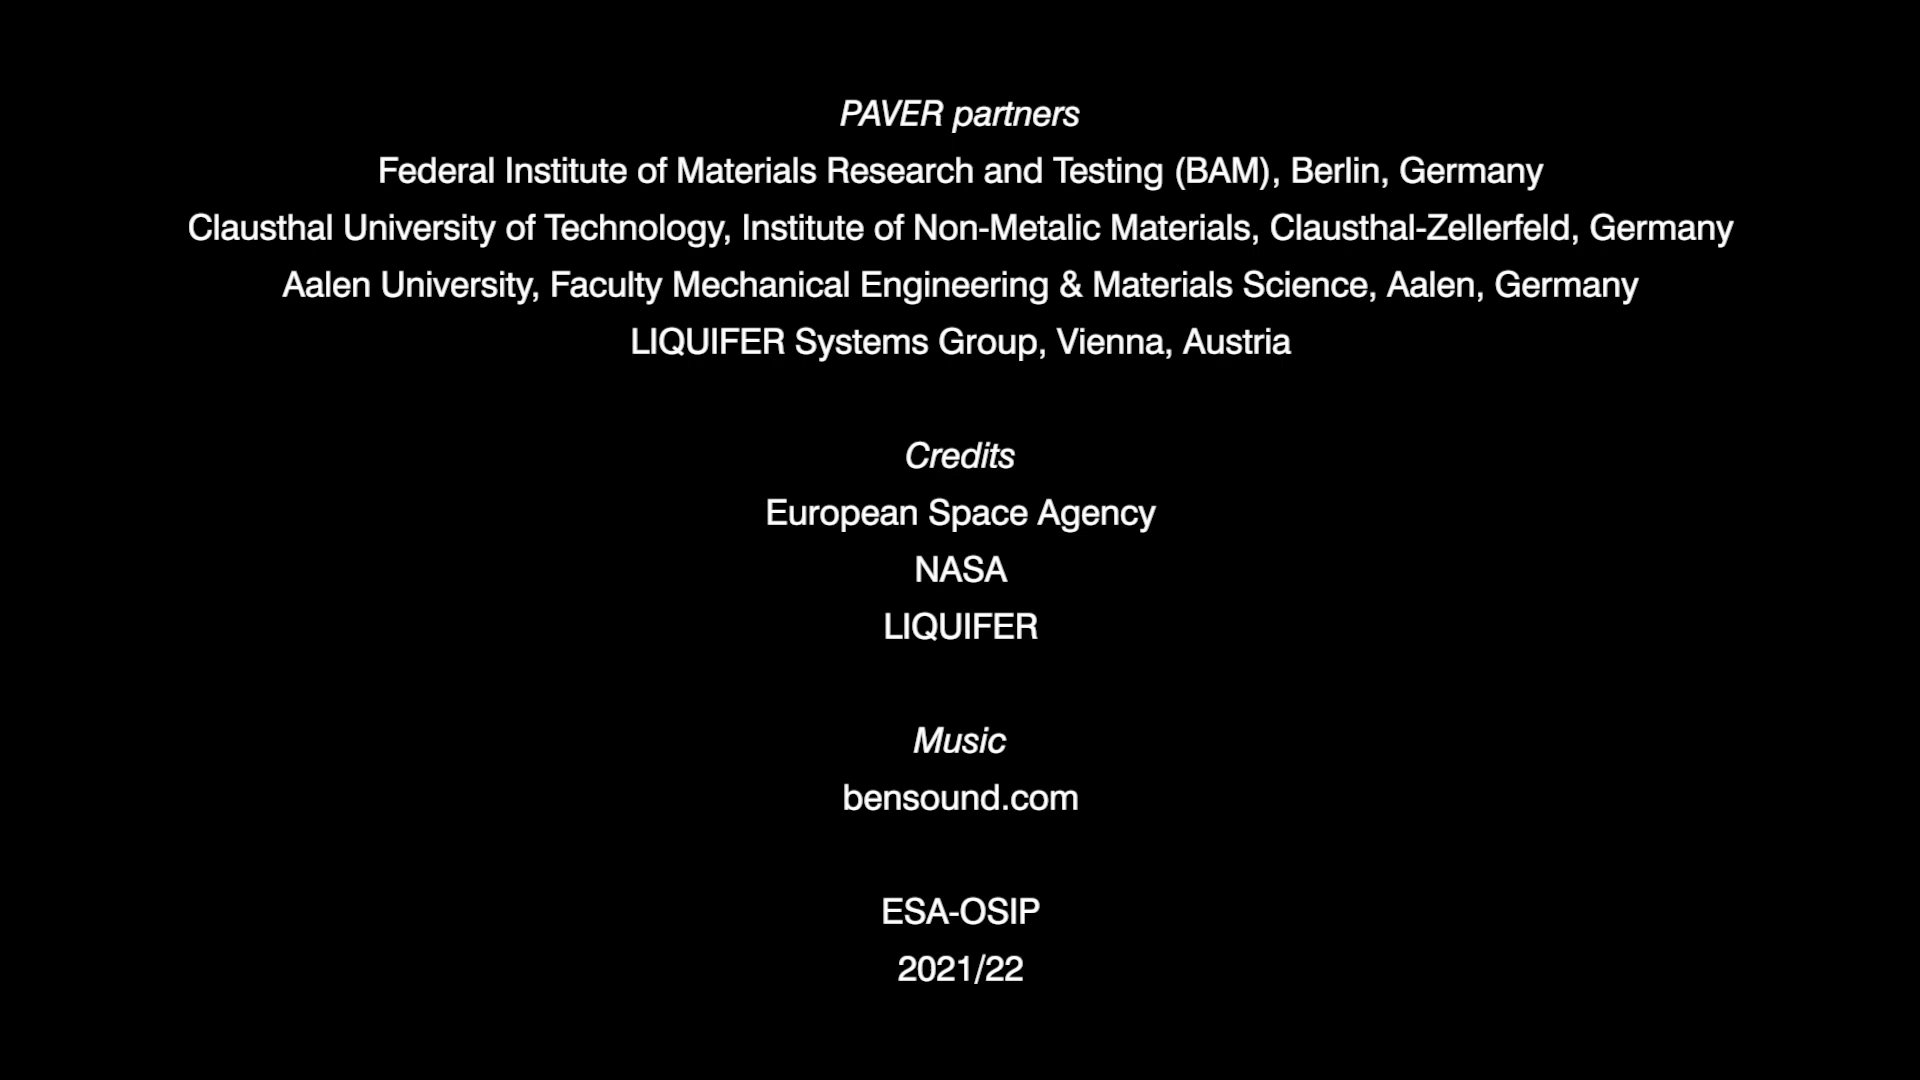 PAVER partners
Federal Institute of Materials Research and Testing (BAM), Berlin, Germany
Clausthal University of Technology, Institute of Non-Metalic Materials, Clausthal-Zellerfeld, Germany
Aalen University, Faculty Mechanical Engineering & Materials Science, Aalen, Germany
LIQUIFER Systems Group, Vienna, Austria
Credits
European Space Agency
NASA
LIQUIFER
Music
bensound.com
ESA-OSIP
2021/22